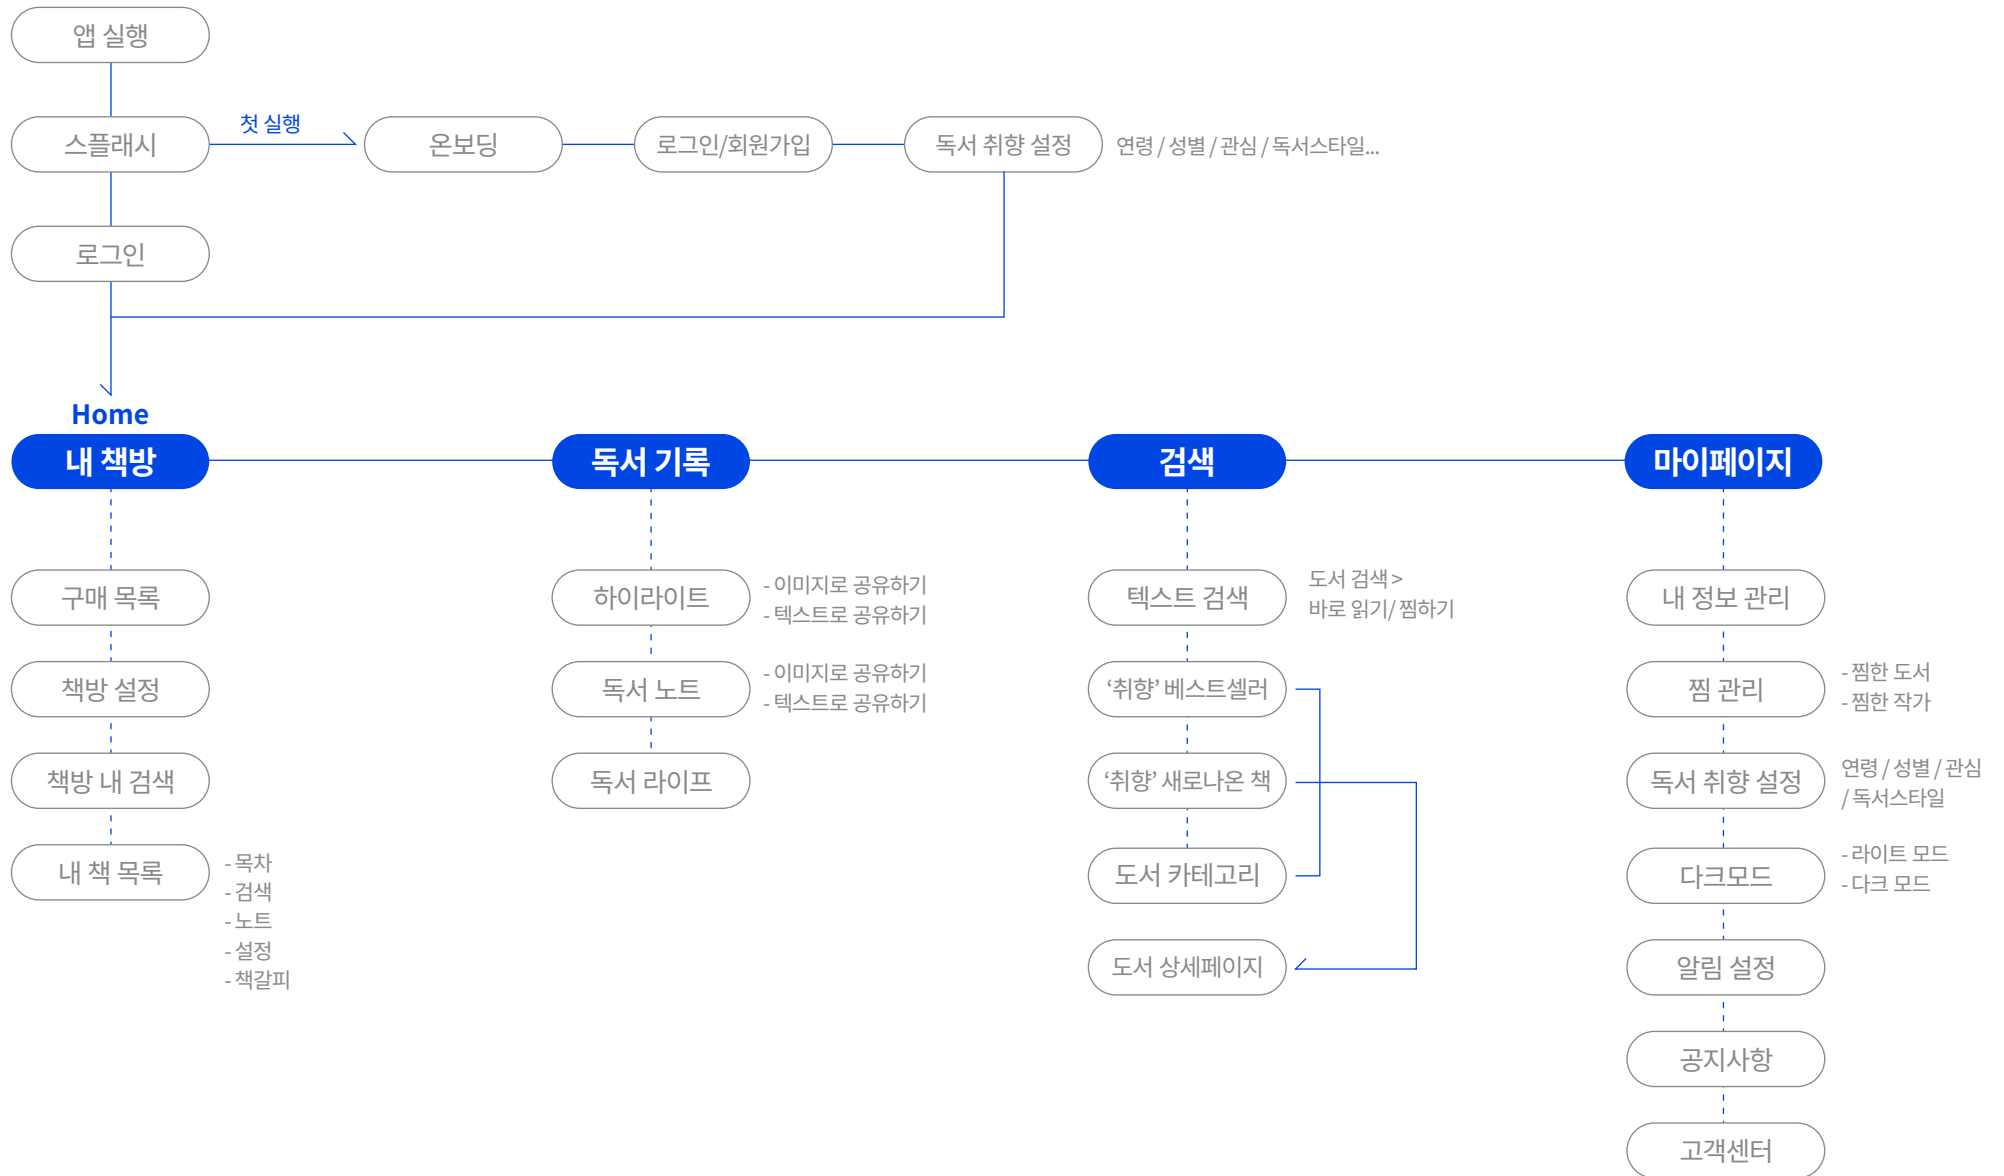 앱 실행
스플래시
첫 실행
온보딩
로그인/회원가입
독서 취향 설정
연령 / 성별 / 관심 / 독서스타일...
로그인
Home
내 책방
독서 기록
검색
마이페이지
구매 목록
책방 설정
책방 내 검색
내 책 목록
- 목차
- 검색
- 노트
- 설정
- 책갈피
하이라이트
- 이미지로 공유하기
- 텍스트로 공유하기
독서 노트
- 이미지로 공유하기
- 텍스트로 공유하기
독서 라이프
텍스트 검색
도서 검색 >
바로 읽기/ 찜하기
‘취향’ 베스트셀러
‘취향’ 새로나온 책
도서 카테고리
도서 상세페이지
내 정보 관리
찜 관리
- 찜한 도서
- 찜한 작가
독서 취향 설정
연령 / 성별 / 관심
/ 독서스타일
다크모드
- 라이트 모드
- 다크 모드
알림 설정
공지사항
고객센터